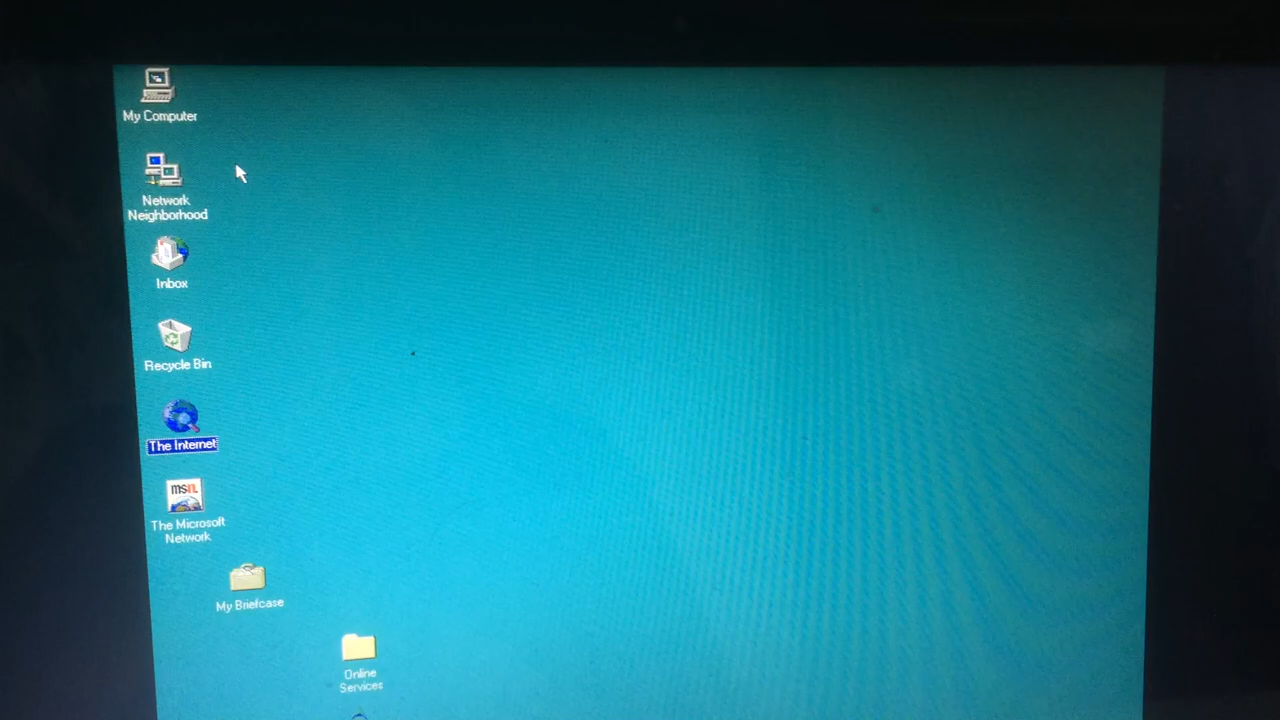 My Computer
Network
Neighborhood
Inbox
Recycle Bin
The Internet
msn
The Microsoft
Network
My Briefcase
Online
Services